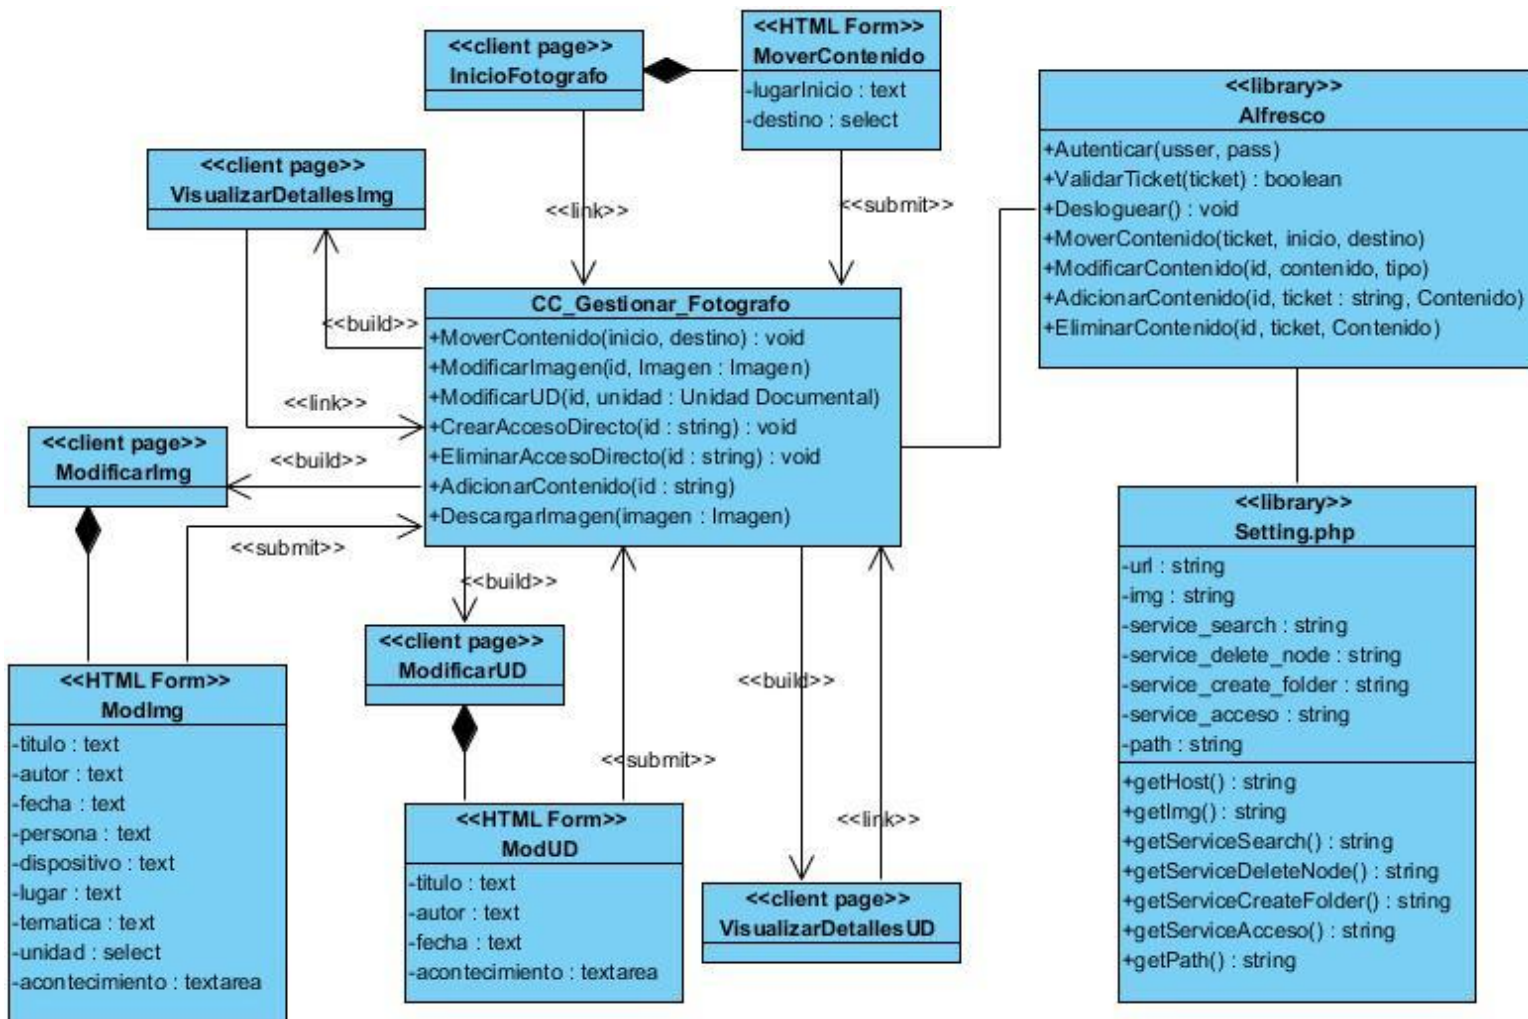 <<client page>>
InicioFotografo
<<HTML Form>>
MoverContenido
-lugarInicio : text
-destino : select
<<library>>
Alfresco
+Autenticar(usser, pass)
+ValidarTicket(ticket) : boolean
+Desloguear() : void
+MoverContenido(ticket, inicio, destino)
+ModificarContenido(id, contenido, tipo)
+AdicionarContenido(id, ticket : string, Contenido)
+EliminarContenido(id, ticket, Contenido)
<<client page>>
VisualizarDetallesImg
<<link>>
<<submit>>
<<build>>
<<link>>
CC_Gestionar_Fotografo
+MoverContenido(inicio, destino) : void
+ModificarImagen(id, Imagen : Imagen)
+ModificarUD(id, unidad : Unidad Documental)
+CrearAccesoDirecto(id : string) : void
+EliminarAccesoDirecto(id : string) : void
+AdicionarContenido(id : string)
+DescargarImagen(imagen : Imagen)
<<client page>>
ModificarImg
<<build>>
<<submit>>
<<build>>
<<client page>>
ModificarUD
<<library>>
Setting.php
-url : string
-img : string
-service_search : string
-service_delete_node : string
-service_create_folder : string
-service_acceso : string
-path : string
+getHost() : string
+getImg() : string
+getServiceSearch() : string
+getServiceDeleteNode() : string
+getServiceCreateFolder() : string
+getServiceAcceso() : string
+getPath() : string
<<HTML Form>>
ModImg
-titulo : text
-autor : text
-fecha : text
-persona : text
-dispositivo : text
-lugar : text
-tematica : text
-unidad : select
-acontecimiento : textarea
<<build>>
<<submit>>
<<link>>
<<HTML Form>>
ModUD
-titulo : text
-autor : text
-fecha : text
-acontecimiento : textarea
<<client page>>
VisualizarDetallesUD